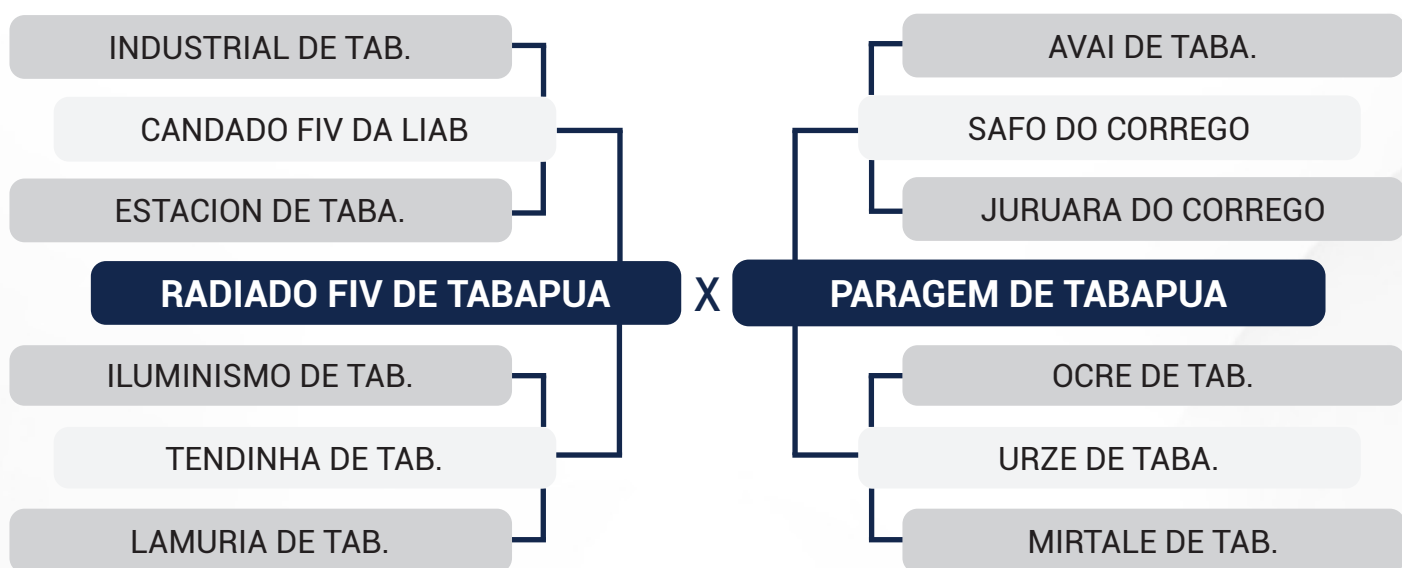 INDUSTRIAL DE TAB.
CANDADO FIV DA LIAB
ESTACION DE TABA.
RADIADO FIV DE TABAPUA
ILUMINISMO DE TAB.
TENDINHA DE TAB.
LAMURIA DE TAB.
X
AVAI DE TABA.
SAFO DO CORREGO
JURUARA DO CORREGO
PARAGEM DE TABAPUA
OCRE DE TAB.
URZE DE TABA.
MIRTALE DE TAB.